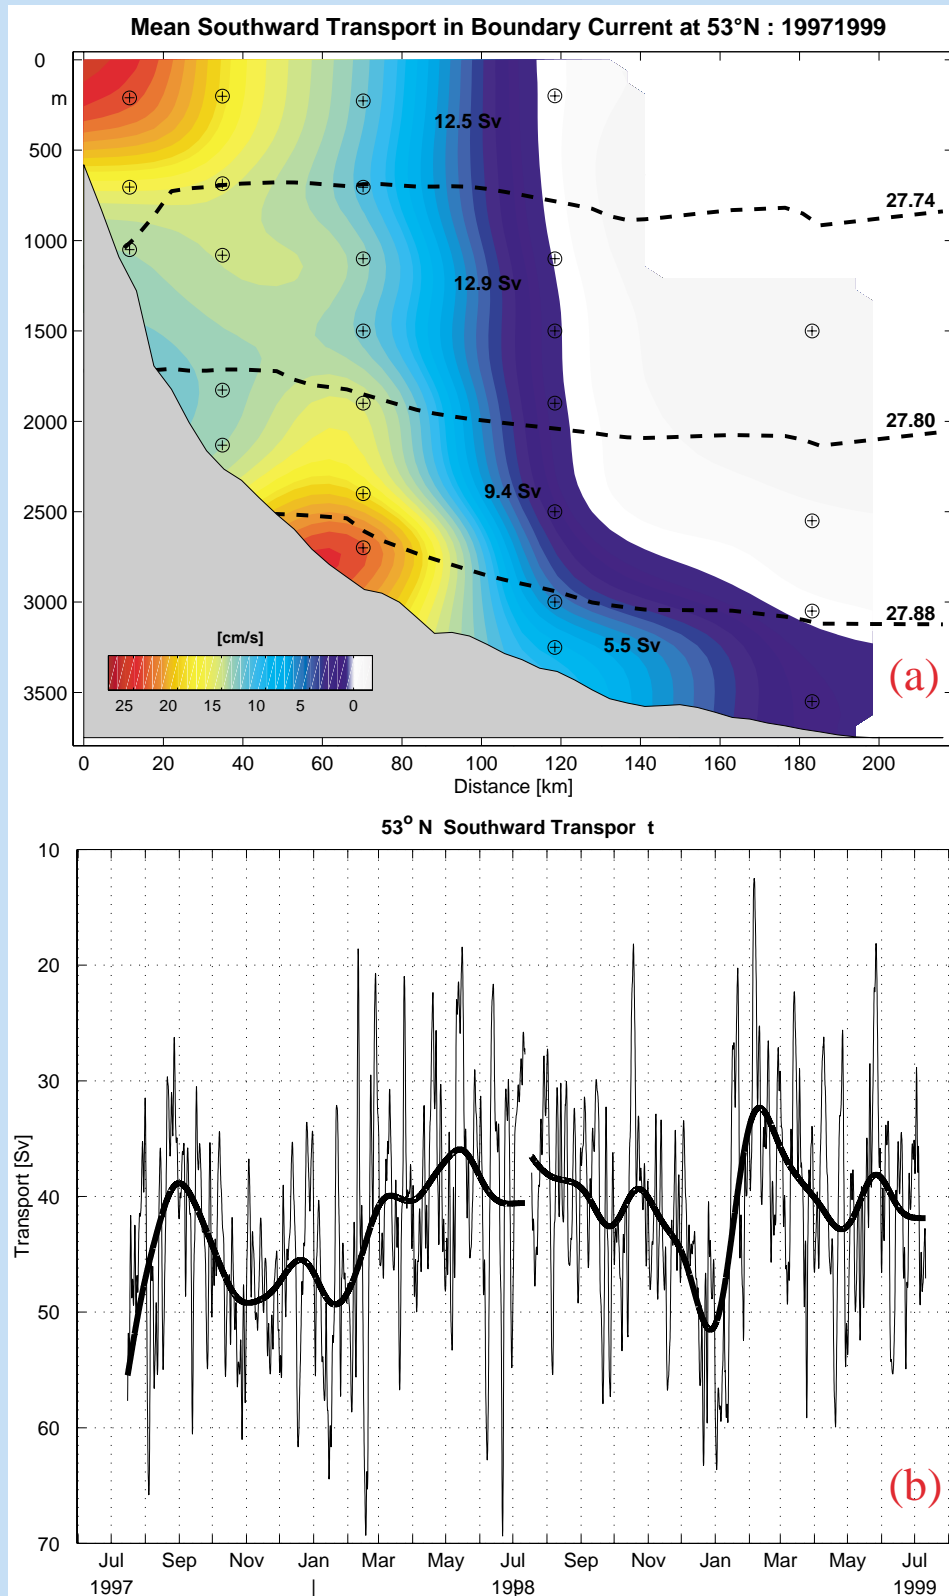 Mean Southward Transport in Boundary Current at 53°N : 19971999
0
m
500
1000
1500
2000
2500
3000
3500
12.5 Sv
27.74
12.9 Sv
27.80
9.4 Sv
27.88
5.5 Sv
[cm/s]
25 20 15 10 5 0
(a)
0 20 40 60 80 100 120 140 160 180 200
Distance [km]
53° N Southward Transpor t
10
20
30
40
50
60
70
Transport [Sv]
(b)
Jul Sep Nov Jan Mar May Jul Sep Nov Jan Mar May Jul
1997 | 1998 1999